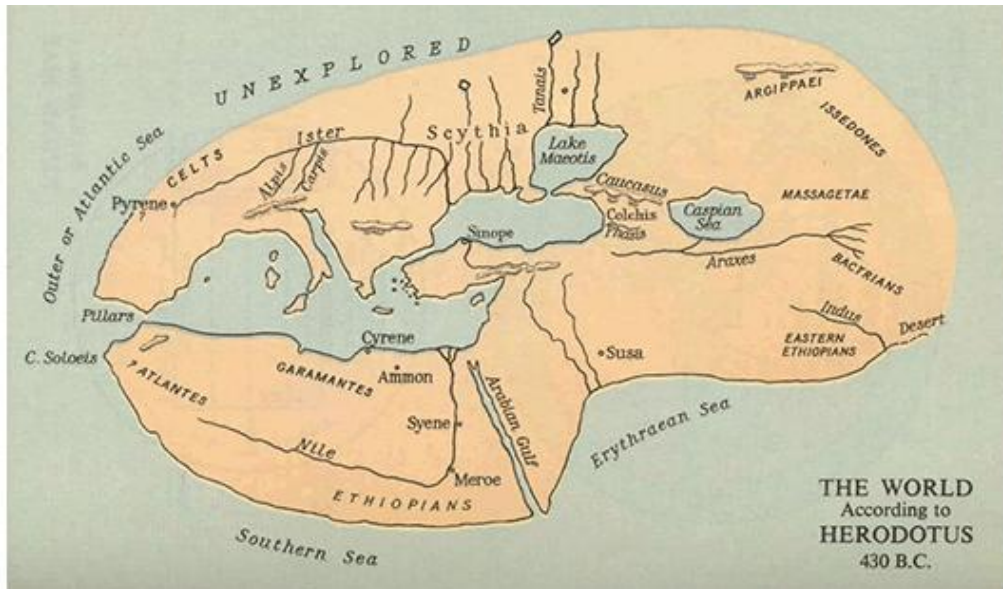 UNEXPLORED
Outer or Atlantic Sea
CELTS
Ister
Alpis
Carpis
Pyrene
Scythia
Tanais
Lake
Maeotis
ARGIPPAEI
ISSEDONES
Caucasus
Colchis
Phasis
Caspian
Sea
MASSAGETAE
Sinope
Araxes
BACTRIANS
Pillars
C. Soloeis
Cyrene
Indus
Desert
EASTERN
ETHIOPIANS
Susa
? ATLANTES
GARAMANTES
Ammon
Syene
Arabian Gulf
Nile
Meroe
ETHIOPIANS
Erythraean Sea
Southern Sea
THE WORLD
According to
HERODOTUS
430 B.C.